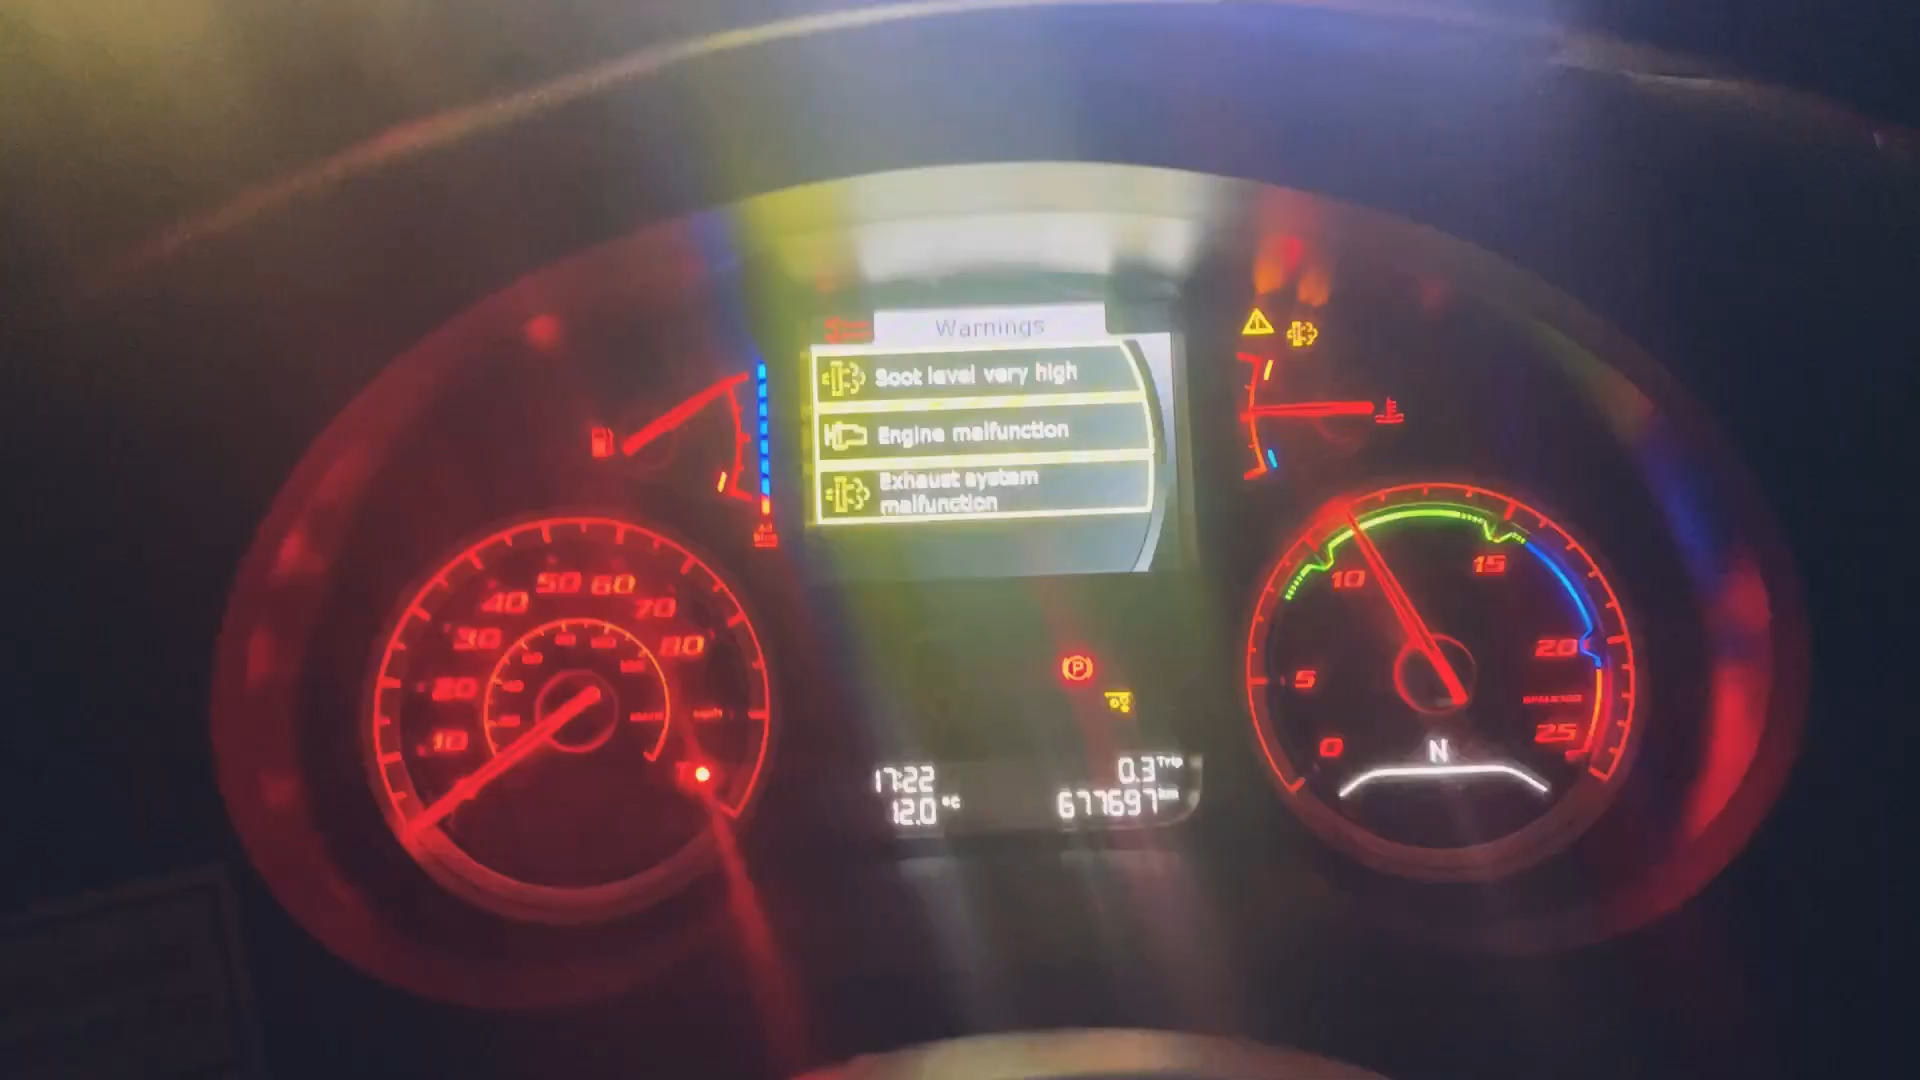 Warnings
Soot level very high
Engine malfunction
Exhaust system
malfunction
50 60
40 70
30 80
20
10
10 15
5 20
0 25
N
P
17:22 0.3 Trip
12.0 °C 677697 km